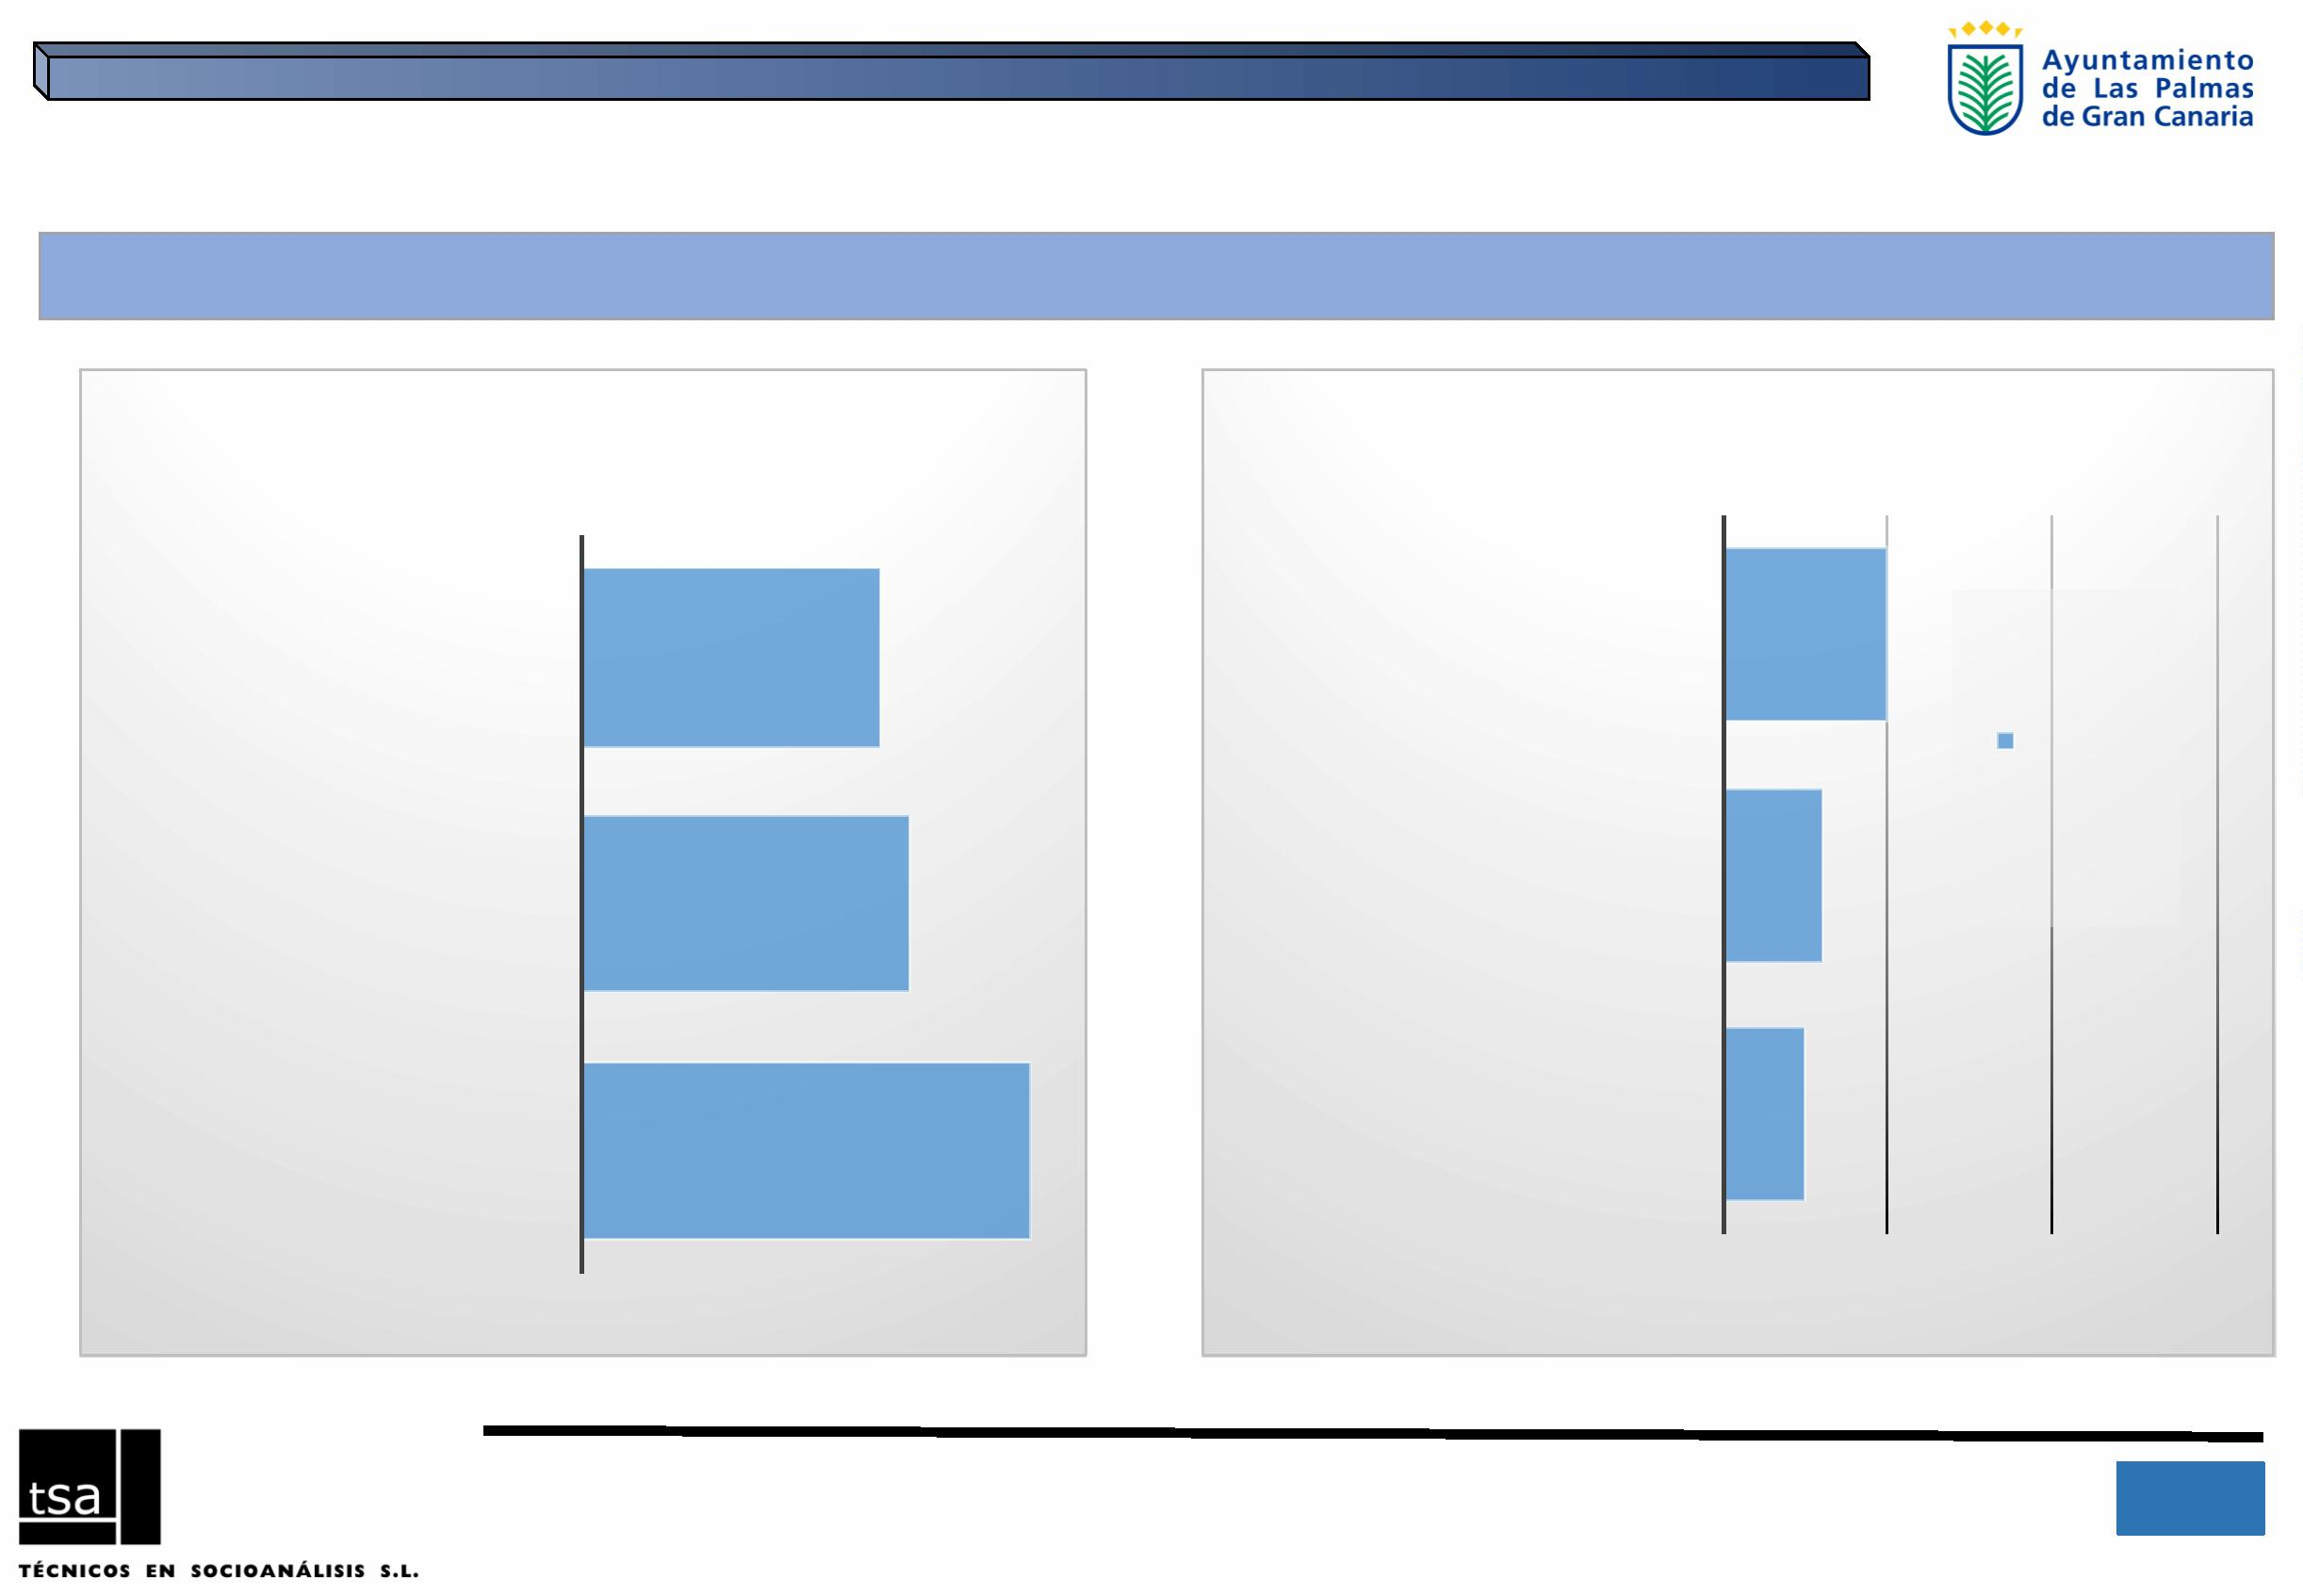 Ayuntamiento
de Las Palmas
de Gran Canaria
tsa
TÉCNICOS EN SOCIOANÁLISIS S.L.